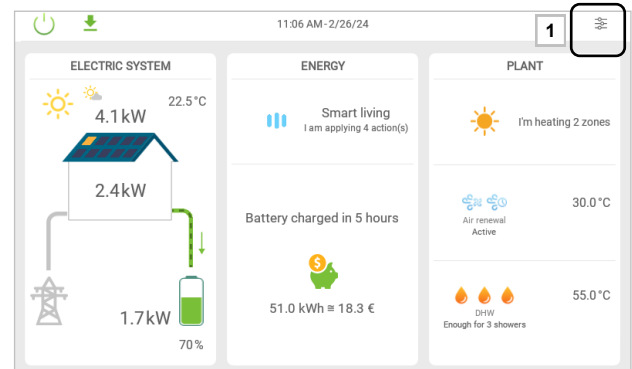 11:06 AM - 2/26/24
1
ELECTRIC SYSTEM
4.1 kW
22.5°C
2.4kW
1.7kW
70%
ENERGY
Smart living
I am applying 4 action(s)
Battery charged in 5 hours
$
51.0 kWh ≅ 18.3 €
PLANT
I'm heating 2 zones
Air renewal
Active
30.0°C
DHW
Enough for 3 showers
55.0°C